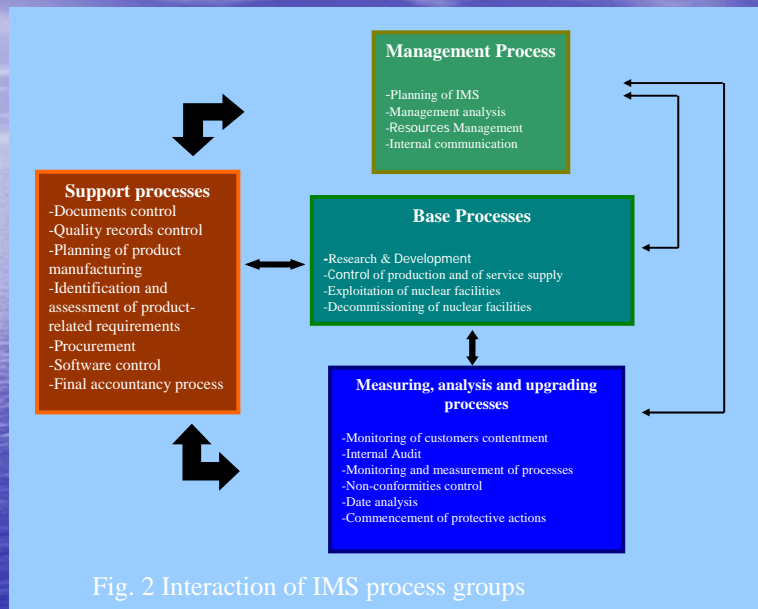 Management Process
-Planning of IMS
-Management analysis
-Resources Management
-Internal communication
Support processes
-Documents control
-Quality records control
-Planning of product
manufacturing
-Identification and
assessment of product-
related requirements
-Procurement
-Software control
-Final accountancy process
Base Processes
-Research & Development
-Control of production and of service supply
-Exploitation of nuclear facilities
-Decommissioning of nuclear facilities
Measuring, analysis and upgrading
processes
-Monitoring of customers contentment
-Internal Audit
-Monitoring and measurement of processes
-Non-conformities control
-Date analysis
-Commencement of protective actions
Fig. 2 Interaction of IMS process groups